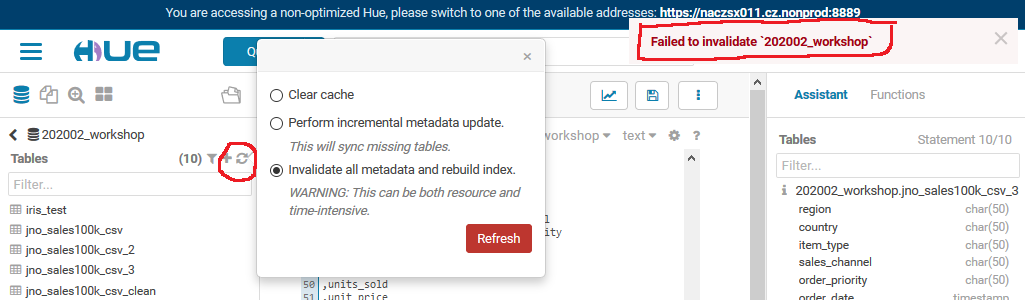 You are accessing a non-optimized Hue, please switch to one of the available addresses: https://naczsx011.cz.nonprod:8889
HUE
Qu
Failed to invalidate `202002_workshop`
Clear cache
Perform incremental metadata update.
This will sync missing tables.
Invalidate all metadata and rebuild index.
WARNING: This can be both resource and
time-intensive.
Refresh
202002_workshop
Tables (10)
Filter...
iris_test
jno_sales100k_csv
jno_sales100k_csv_2
jno_sales100k_csv_3
jno_sales100k_csv_clean
orkshop text ?
l
ity
50 ,units_sold
51 ,unit_price
Assistant Functions
Tables Statement 10/10
Filter...
202002_workshop.jno_sales100k_csv_3
region char(50)
country char(50)
item_type char(50)
sales_channel char(50)
order_priority char(50)
order_date timestamp